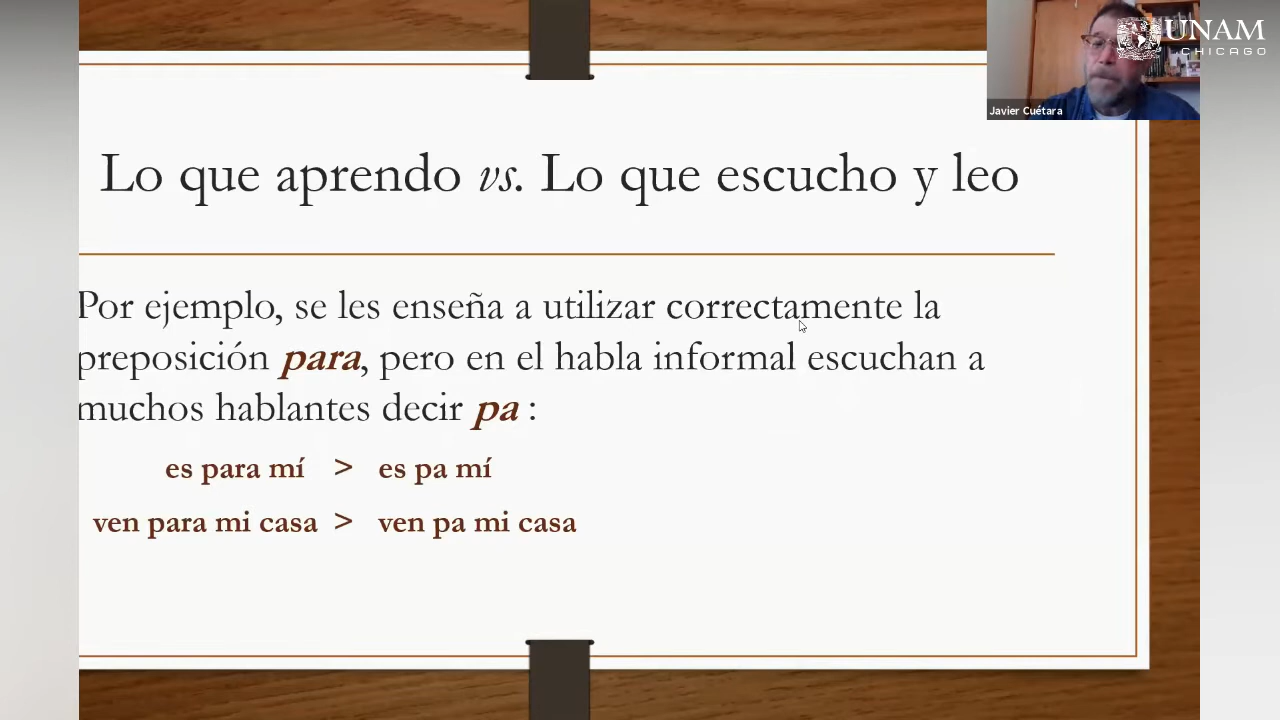 UNAM
CHICAGO
Javier Cuétara
Lo que aprendo vs. Lo que escucho y leo
Por ejemplo, se les enseña a utilizar correctamente la
preposición para, pero en el habla informal escuchan a
muchos hablantes decir pa :
es para mí > es pa mí
ven para mi casa > ven pa mi casa